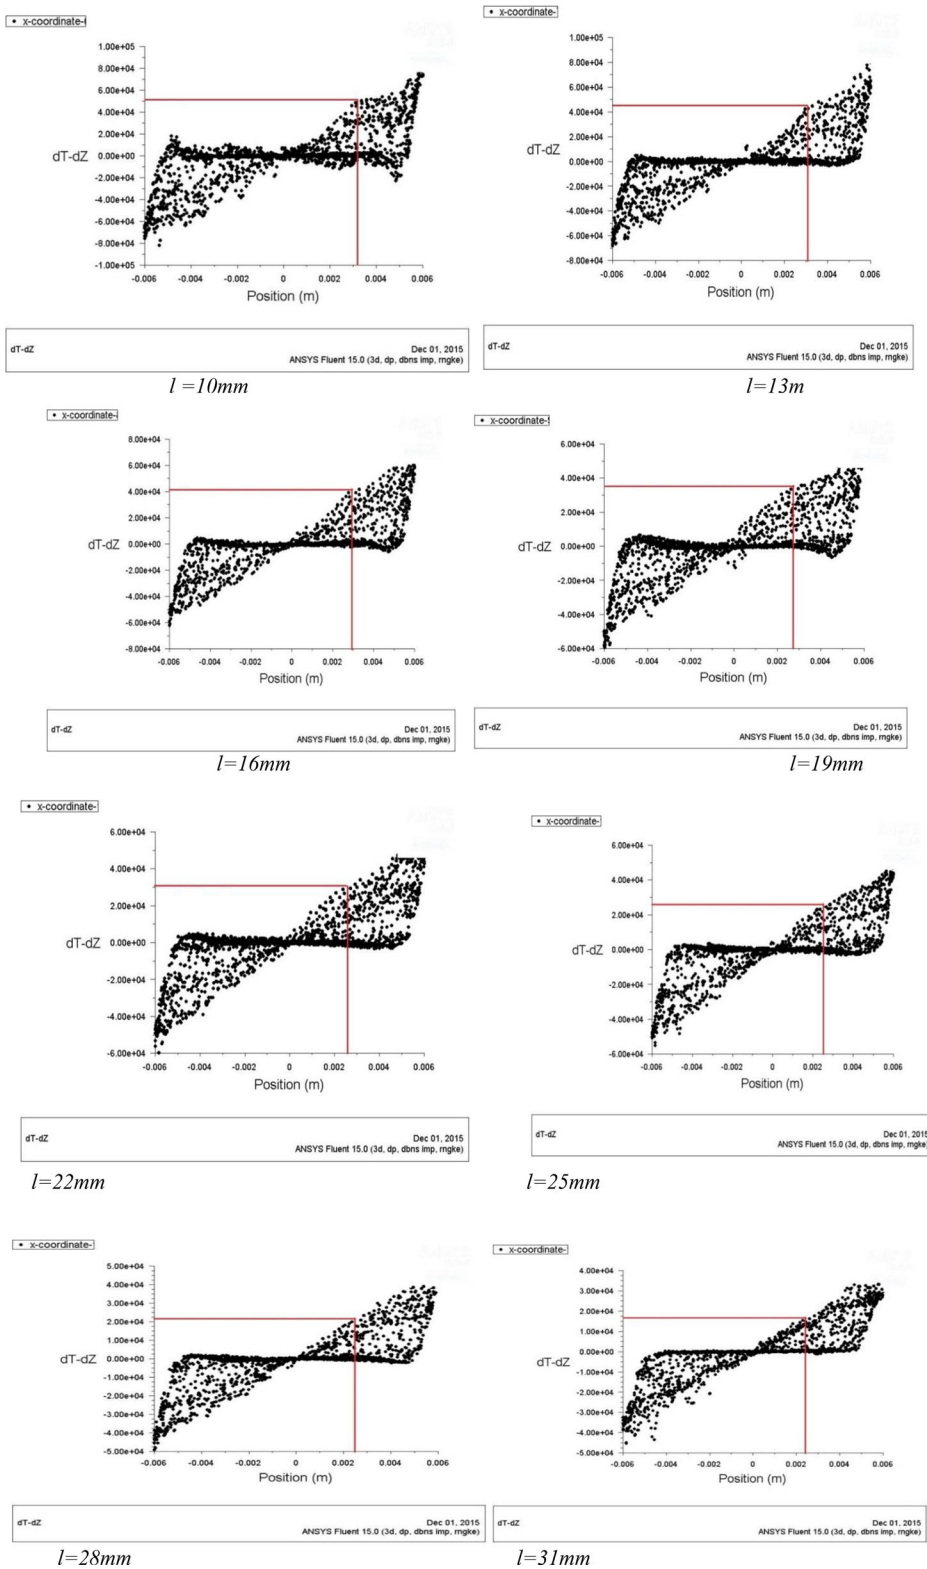 x-coordinate-
1.00e+05
8.00e+04
6.00e+04
4.00e+04
2.00e+04
dT-dZ
0.00e+00
-2.00e+04
-4.00e+04
-6.00e+04
-8.00e+04
-1.00e+05
-0.006 -0.004 -0.002 0 0.002 0.004 0.006
Position (m)
dT-dZ Dec 01, 2015
ANSYS Fluent 15.0 (3d, dp, dbns imp, rngke)
l =10mm
x-coordinate-
1.00e+05
8.00e+04
6.00e+04
4.00e+04
2.00e+04
dT-dZ
0.00e+00
-2.00e+04
-4.00e+04
-6.00e+04
-8.00e+04
-0.006 -0.004 -0.002 0 0.002 0.004 0.006
Position (m)
dT-dZ Dec 01, 2015
ANSYS Fluent 15.0 (3d, dp, dbns imp, rngke)
l=13m
x-coordinate-
8.00e+04
6.00e+04
4.00e+04
2.00e+04
dT-dZ
0.00e+00
-2.00e+04
-4.00e+04
-6.00e+04
-8.00e+04
-0.006 -0.004 -0.002 0 0.002 0.004 0.006
Position (m)
dT-dZ Dec 01, 2015
ANSYS Fluent 15.0 (3d, dp, dbns imp, rngke)
l=16mm
x-coordinate-
6.00e+04
4.00e+04
2.00e+04
dT-dZ
0.00e+00
-2.00e+04
-4.00e+04
-6.00e+04
-0.006 -0.004 -0.002 0 0.002 0.004 0.006
Position (m)
dT-dZ Dec 01, 2015
ANSYS Fluent 15.0 (3d, dp, dbns imp, rngke)
l=19mm
x-coordinate-
6.00e+04
4.00e+04
2.00e+04
dT-dZ
0.00e+00
-2.00e+04
-4.00e+04
-6.00e+04
-0.006 -0.004 -0.002 0 0.002 0.004 0.006
Position (m)
dT-dZ Dec 01, 2015
ANSYS Fluent 15.0 (3d, dp, dbns imp, rngke)
l=22mm
x-coordinate-
6.00e+04
4.00e+04
2.00e+04
dT-dZ
0.00e+00
-2.00e+04
-4.00e+04
-6.00e+04
-0.006 -0.004 -0.002 0 0.002 0.004 0.006
Position (m)
dT-dZ Dec 01, 2015
ANSYS Fluent 15.0 (3d, dp, dbns imp, rngke)
l=25mm
x-coordinate-
5.00e+04
4.00e+04
3.00e+04
2.00e+04
1.00e+04
dT-dZ
0.00e+00
-1.00e+04
-2.00e+04
-3.00e+04
-4.00e+04
-5.00e+04
-0.006 -0.004 -0.002 0 0.002 0.004 0.006
Position (m)
dT-dZ Dec 01, 2015
ANSYS Fluent 15.0 (3d, dp, dbns imp, rngke)
l=28mm
x-coordinate-
4.00e+04
3.00e+04
2.00e+04
1.00e+04
dT-dZ
0.00e+00
-1.00e+04
-2.00e+04
-3.00e+04
-4.00e+04
-5.00e+04
-0.006 -0.004 -0.002 0 0.002 0.004 0.006
Position (m)
dT-dZ Dec 01, 2015
ANSYS Fluent 15.0 (3d, dp, dbns imp, rngke)
l=31mm